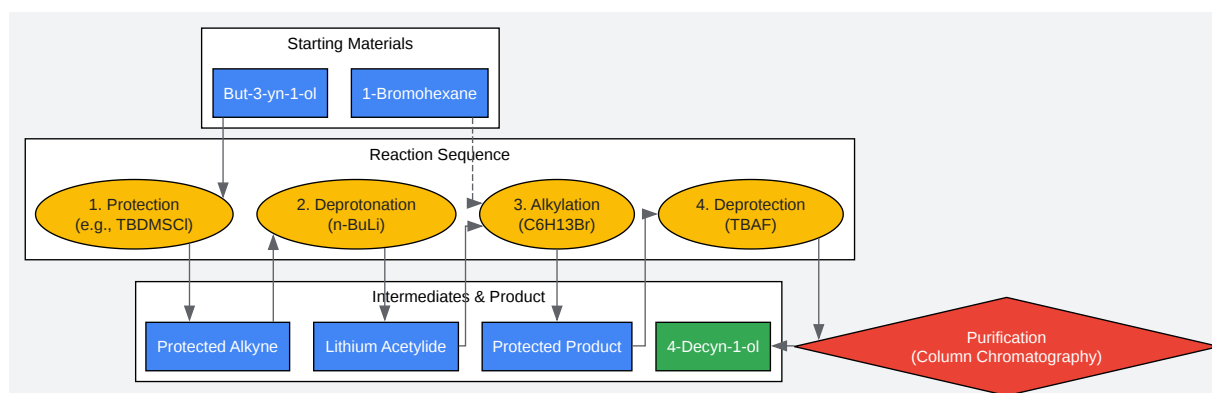 Starting Materials
But-3-yn-1-ol
1-Bromohexane
Reaction Sequence
1. Protection
(e.g., TBDMSCl)
2. Deprotonation
(n-BuLi)
3. Alkylation
(C6H13Br)
4. Deprotection
(TBAF)
Intermediates & Product
Protected Alkyne
Lithium Acetylide
Protected Product
4-Decyn-1-ol
Purification
(Column Chromatography)